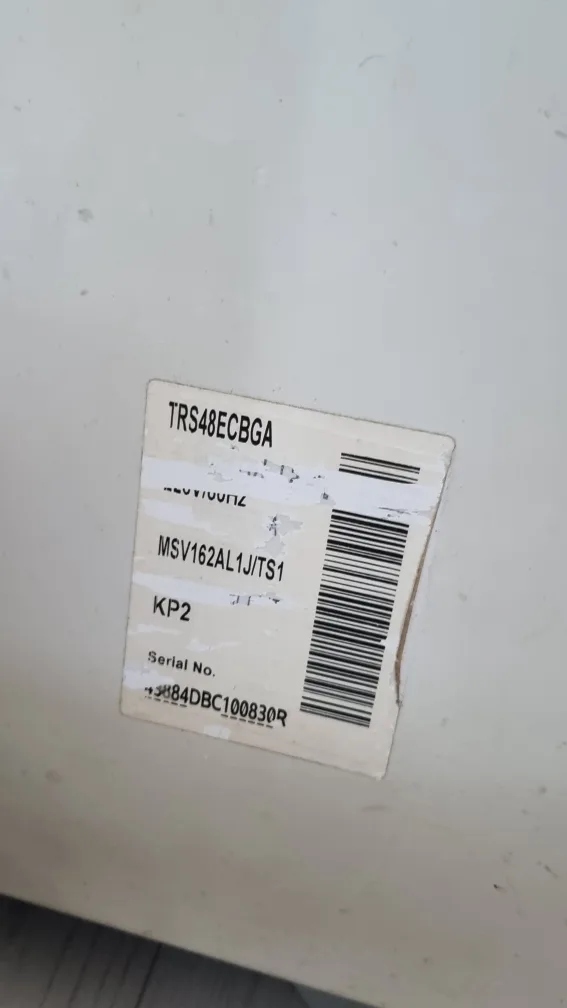 TRS48ECBGA
MSV162AL1J/TS1
KP2
Serial No.